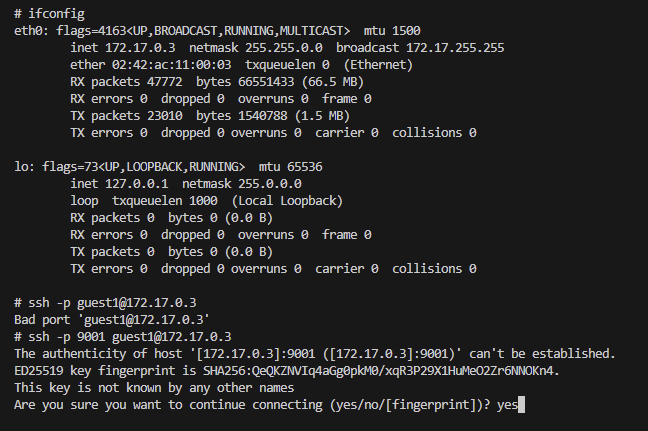 # ifconfig
eth0: flags=4163<UP,BROADCAST,RUNNING,MULTICAST>  mtu 1500
        inet 172.17.0.3  netmask 255.255.0.0  broadcast 172.17.255.255
        ether 02:42:ac:11:00:03  txqueuelen 0  (Ethernet)
        RX packets 47772  bytes 66551433 (66.5 MB)
        RX errors 0  dropped 0  overruns 0  frame 0
        TX packets 23010  bytes 1540788 (1.5 MB)
        TX errors 0  dropped 0 overruns 0  carrier 0  collisions 0

lo: flags=73<UP,LOOPBACK,RUNNING>  mtu 65536
        inet 127.0.0.1  netmask 255.0.0.0
        loop  txqueuelen 1000  (Local Loopback)
        RX packets 0  bytes 0 (0.0 B)
        RX errors 0  dropped 0  overruns 0  frame 0
        TX packets 0  bytes 0 (0.0 B)
        TX errors 0  dropped 0 overruns 0  carrier 0  collisions 0

# ssh -p guest1@172.17.0.3
Bad port 'guest1@172.17.0.3'
# ssh -p 9001 guest1@172.17.0.3
The authenticity of host '[172.17.0.3]:9001 ([172.17.0.3]:9001)' can't be established.
ED25519 key fingerprint is SHA256:QeQKZNVIq4aGg0pkM0/xqR3P29X1HuMeO2Zr6NNOKn4.
This key is not known by any other names
Are you sure you want to continue connecting (yes/no/[fingerprint])? yes